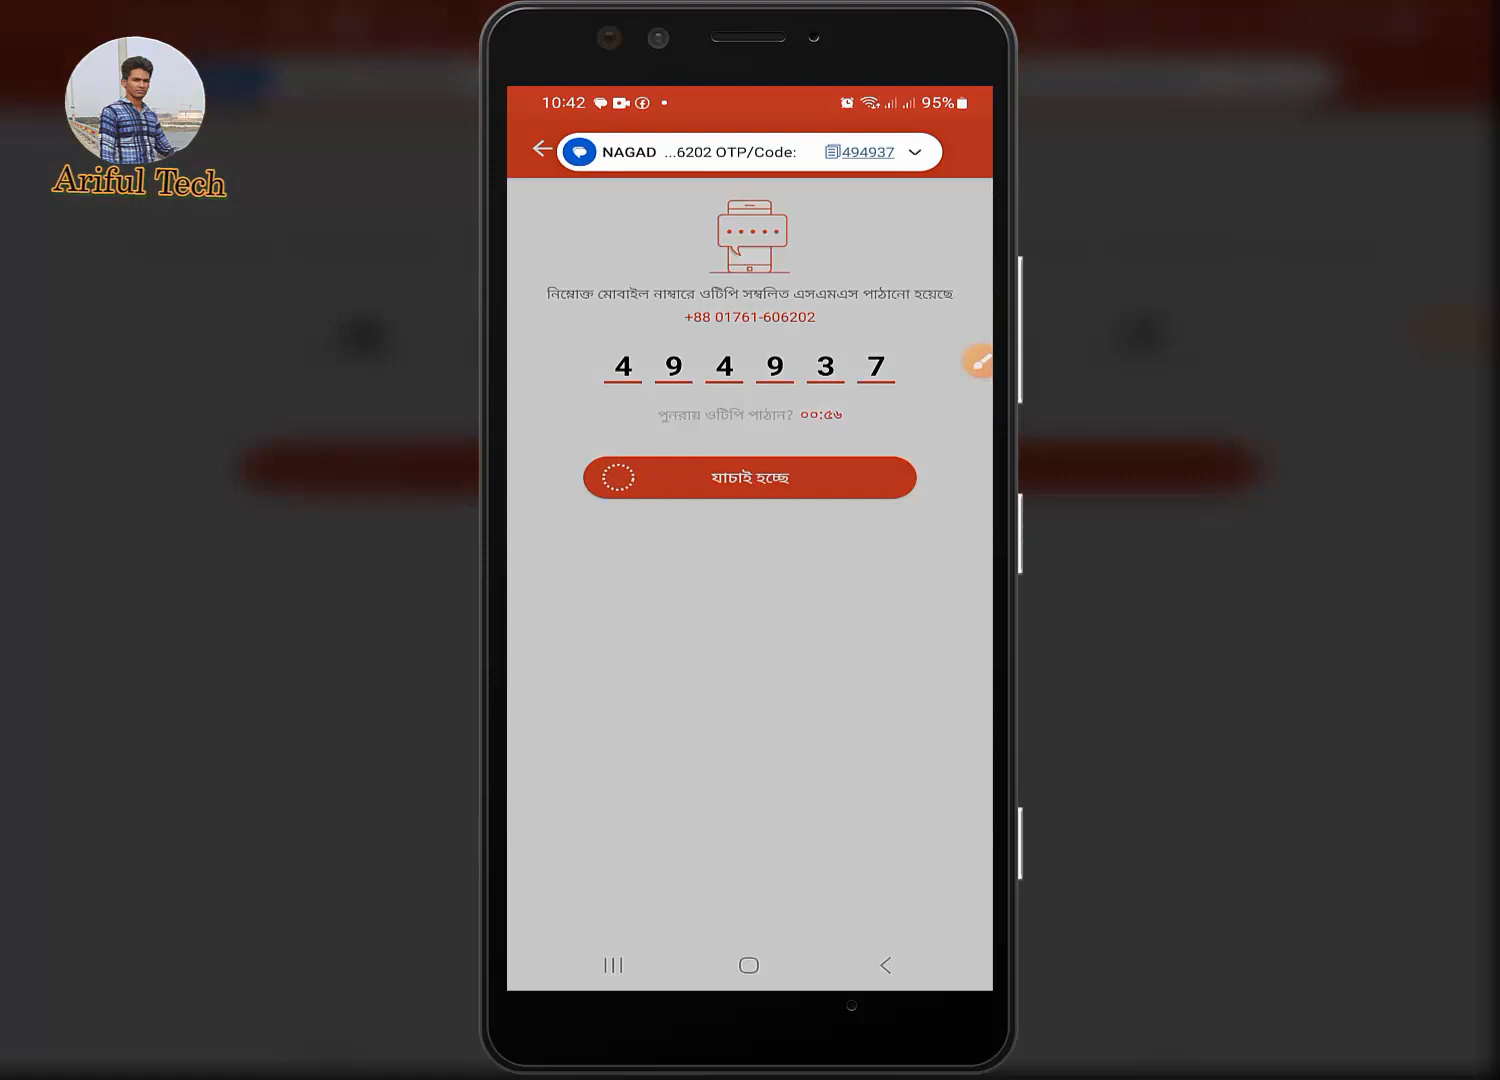 Ariful Tech
10:42 95%
NAGAD ...6202 OTP/Code: 494937
নিম্নোক্ত মোবাইল নাম্বারে ওটিপি সম্বলিত এসএমএস পাঠানো হয়েছে
+88 01761-606202
4 9 4 9 3 7
পুনরায় ওটিপি পাঠান? ০০:৫৬
যাচাই হচ্ছে